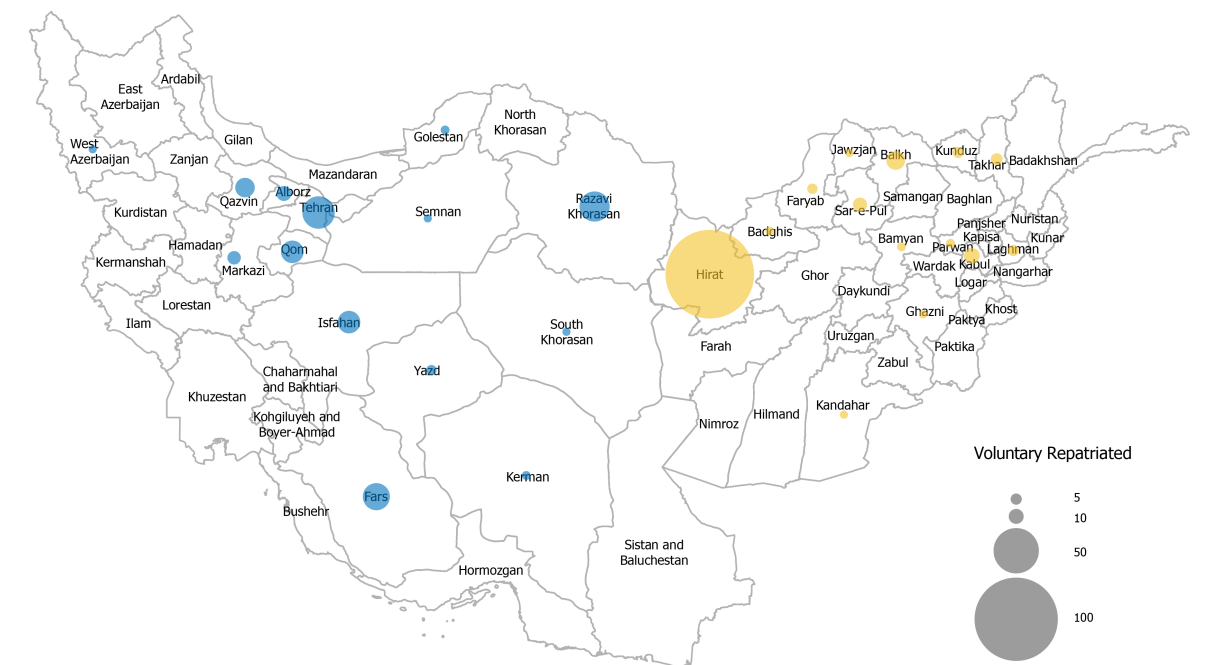 East
Azerbaijan
Ardabil
West
Azerbaijan
Gilan
Zanjan
Mazandaran
Golestan
North
Khorasan
Qazvin
Alborz
Tehran
Semnan
Razavi
Khorasan
Kurdistan
Hamadan
Qom
Kermanshah
Markazi
Lorestan
Ilam
Isfahan
South
Khorasan
Yazd
Chaharmahal
and Bakhtiari
Khuzestan
Kohgiluyeh and
Boyer-Ahmad
Kerman
Fars
Bushehr
Hormozgan
Sistan and
Baluchestan
Jawzjan
Balkh
Kunduz
Takhar
Badakhshan
Faryab
Sar-e-Pul
Samangan
Baghlan
Badghis
Bamyan
Panjsher
Nuristan
Kapisa
Kunar
Parwan
Laghman
Hirat
Ghor
Wardak
Kabul
Nangarhar
Logar
Daykundi
Ghazni
Paktya
Khost
Farah
Uruzgan
Zabul
Paktika
Nimroz
Hilmand
Kandahar
Voluntary Repatriated
5
10
50
100